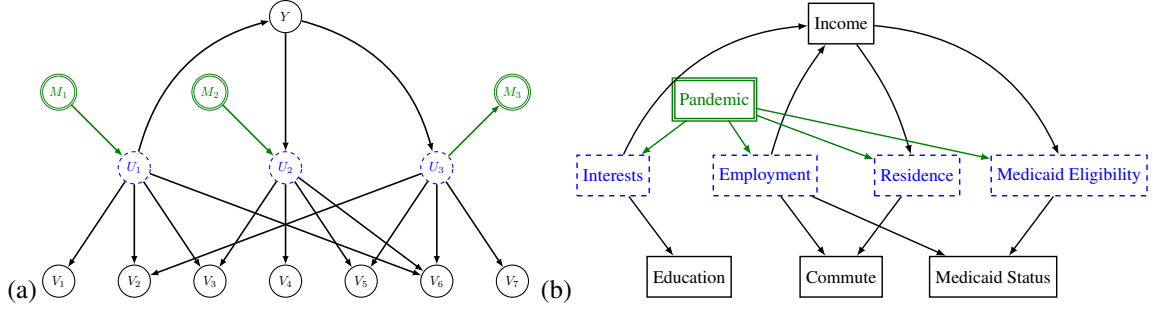 Y
M₁ M₂ M₃
U₁ U₂ U₃
V₁ V₂ V₃ V₄ V₅ V₆ V₇
(a)
Income
Pandemic
Interests Employment Residence Medicaid Eligibility
Education Commute Medicaid Status
(b)